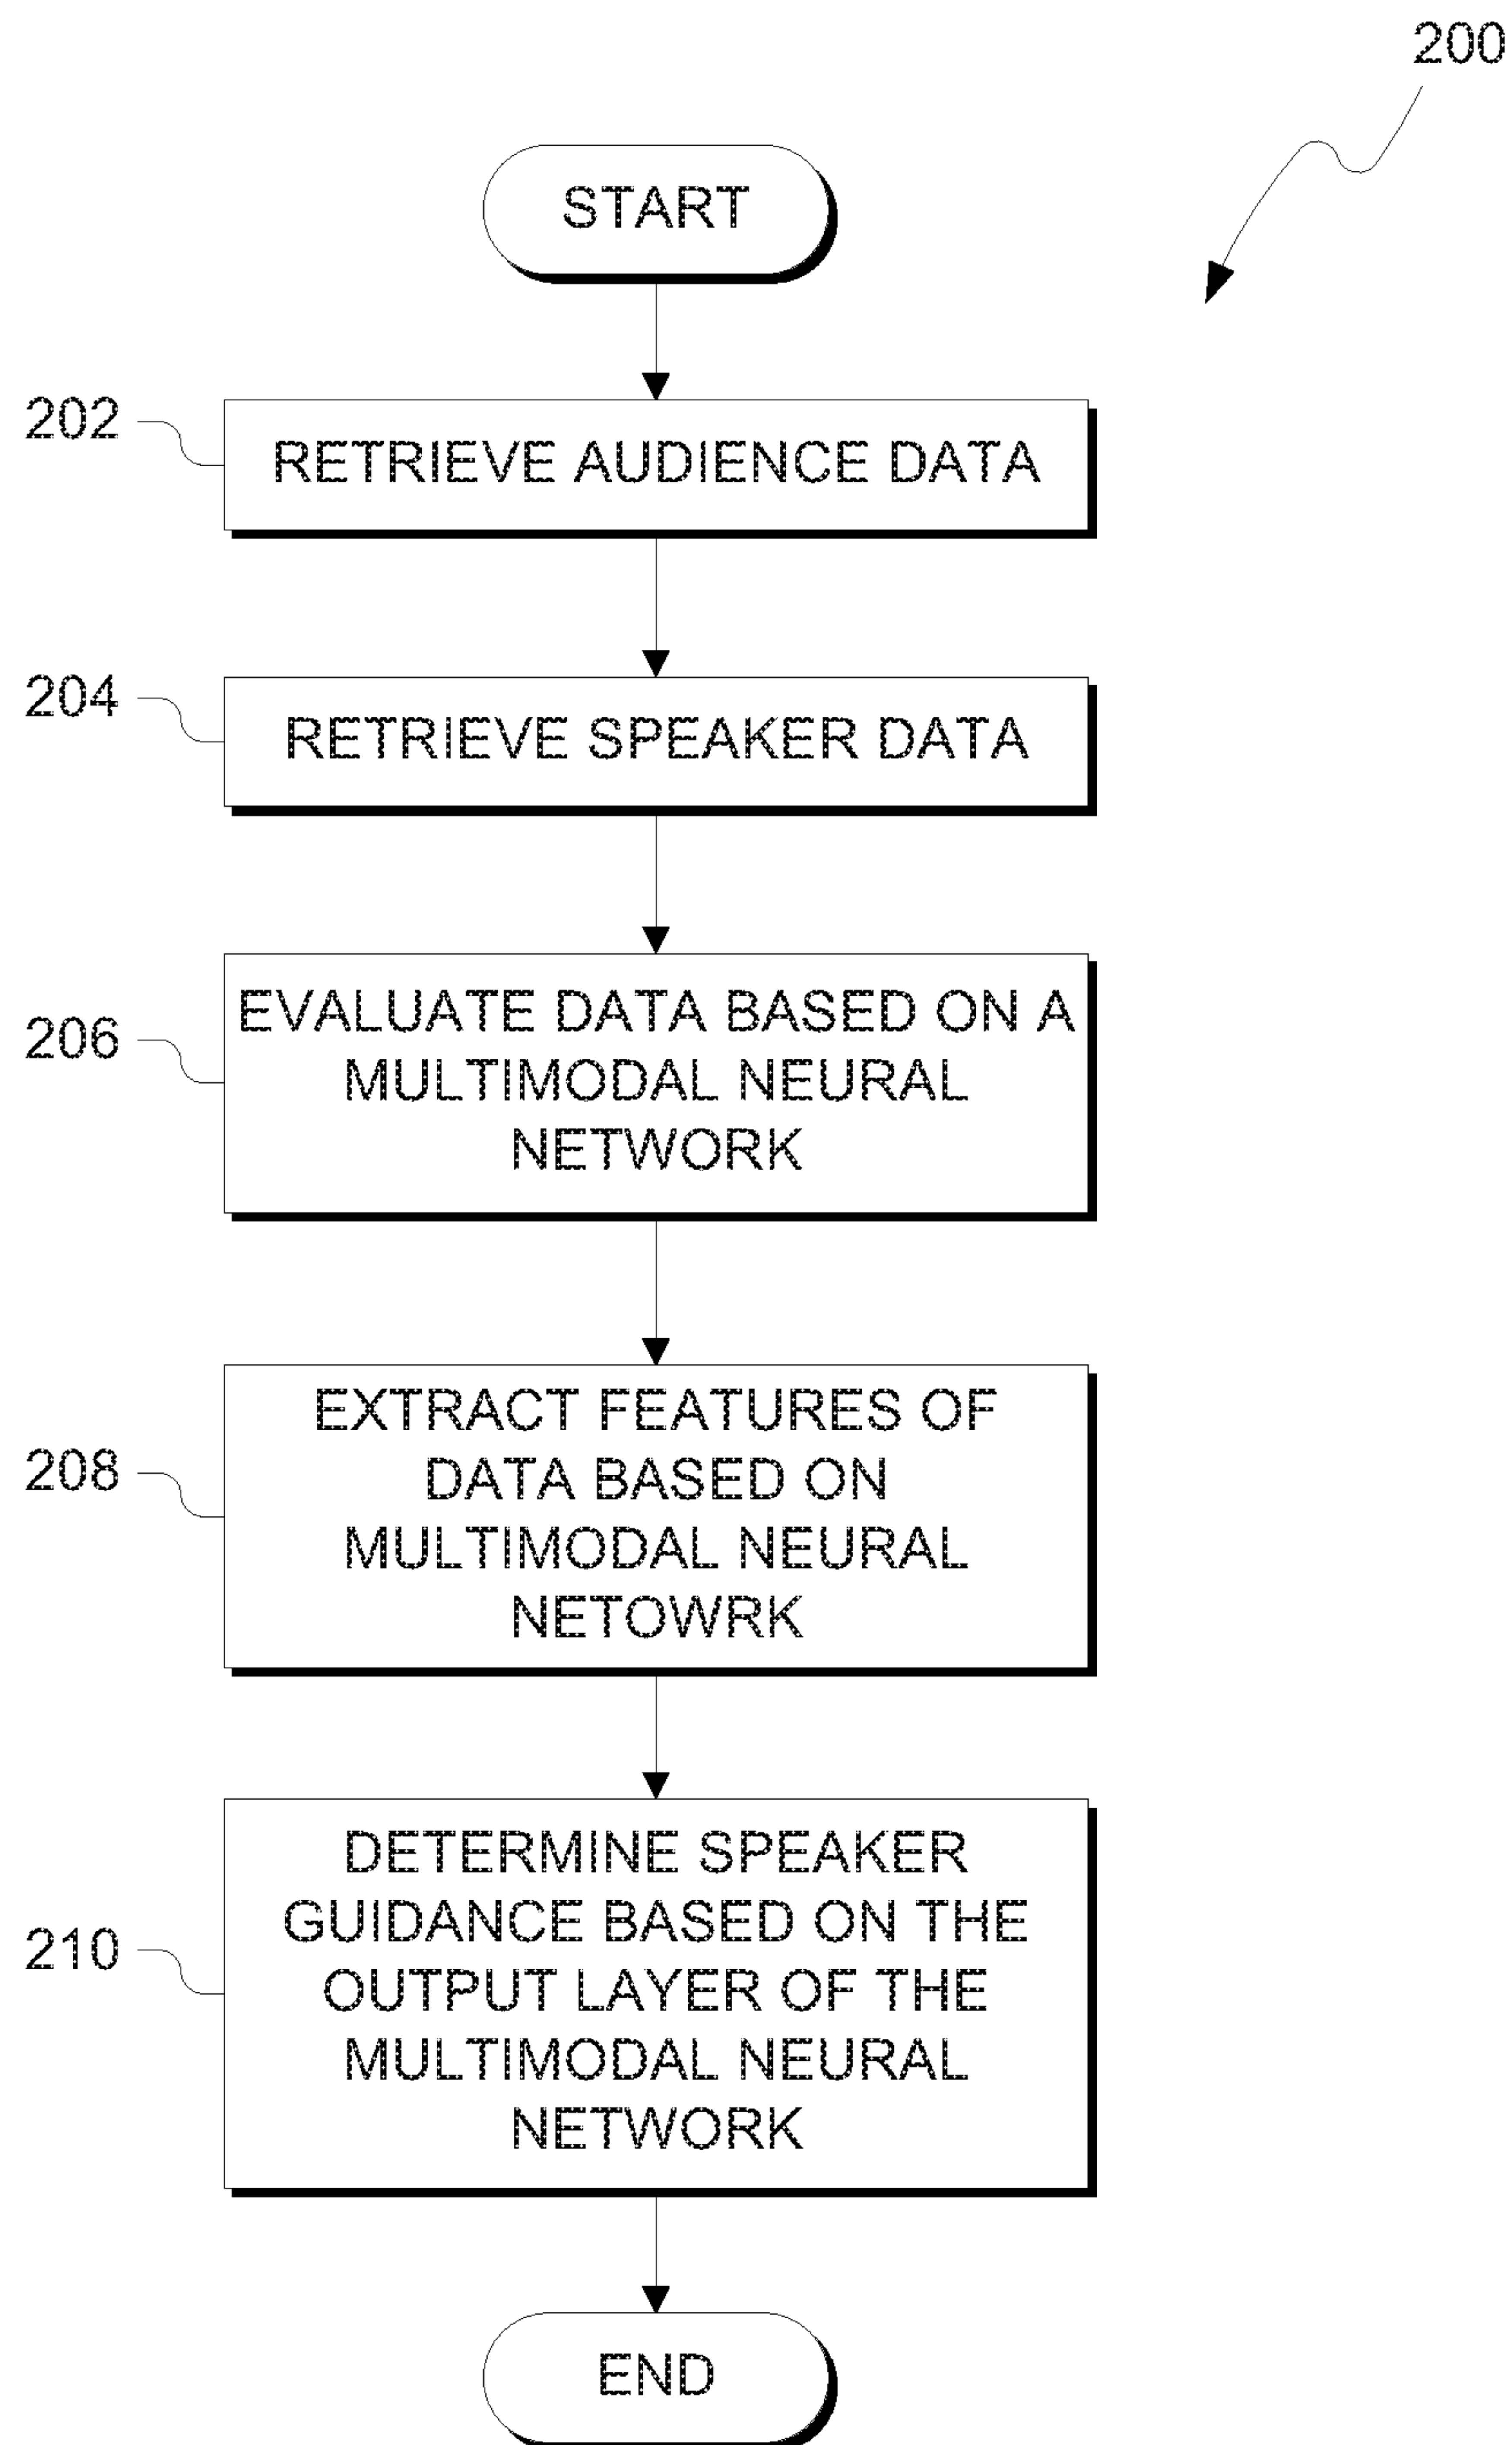 200
START
202
RETRIEVE AUDIENCE DATA
204
RETRIEVE SPEAKER DATA
206
EVALUATE DATA BASED ON A
MULTIMODAL NEURAL
NETWORK
208
EXTRACT FEATURES OF
DATA BASED ON
MULTIMODAL NEURAL
NETOWRK
210
DETERMINE SPEAKER
GUIDANCE BASED ON THE
OUTPUT LAYER OF THE
MULTIMODAL NEURAL
NETWORK
END